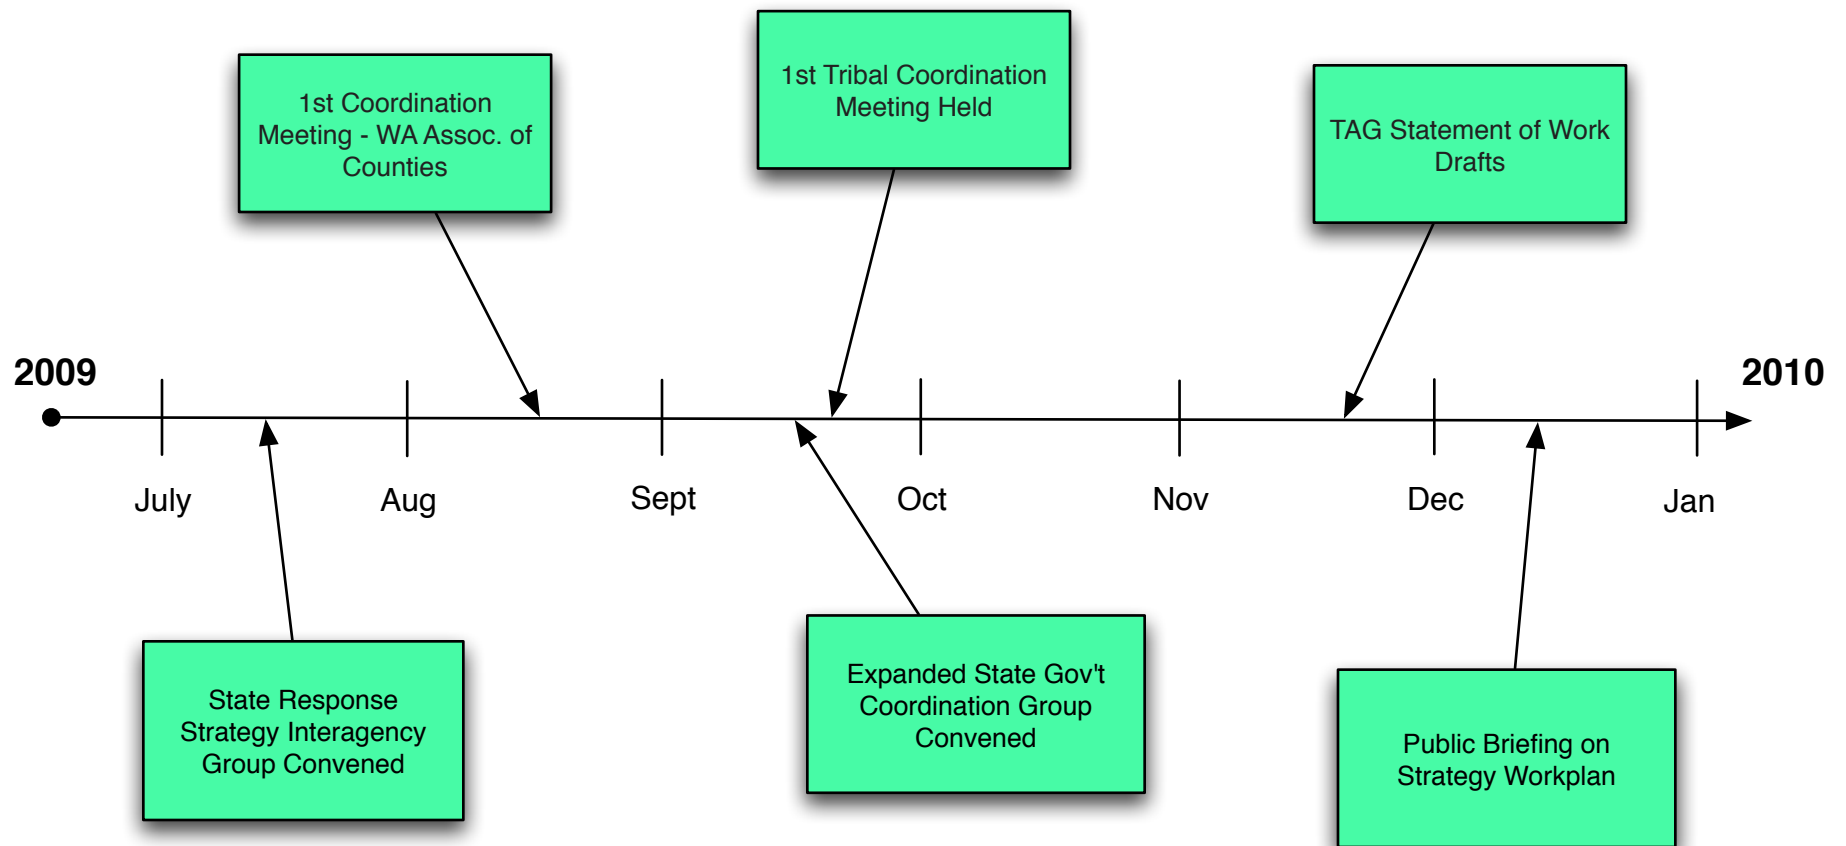 1st Coordination
Meeting - WA Assoc. of
Counties
1st Tribal Coordination
Meeting Held
TAG Statement of Work
Drafts
2009
2010
July
Aug
Sept
Oct
Nov
Dec
Jan
State Response
Strategy Interagency
Group Convened
Expanded State Gov't
Coordination Group
Convened
Public Briefing on
Strategy Workplan